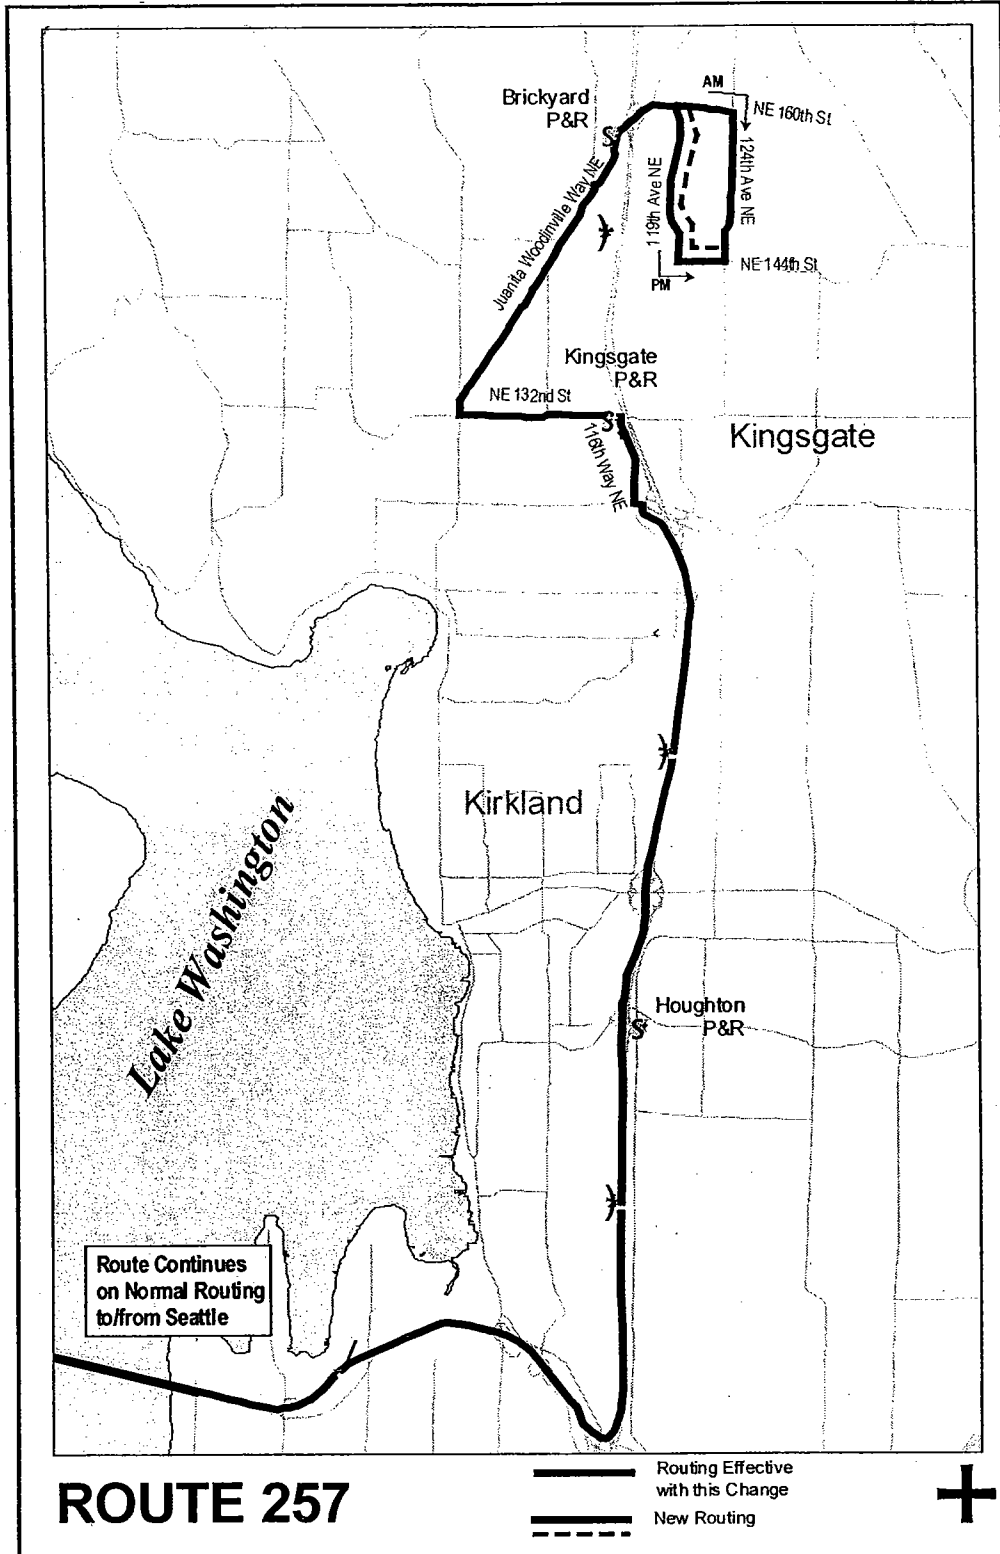 AM
Brickyard
P&R
NE 160th St
124th Ave NE
119th Ave NE
Juanita Woodinville Way NE
NE 144th St
PM
Kingsgate
P&R
NE 132nd St
Kingsgate
116th Way NE
Kirkland
Lake Washington
Houghton
P&R
Route Continues
on Normal Routing
to/from Seattle
ROUTE 257
Routing Effective
with this Change
New Routing